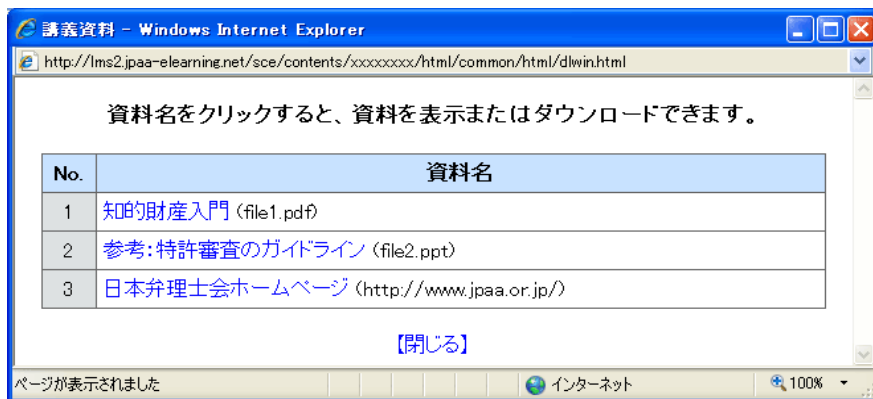 講義資料 - Windows Internet Explorer
http://lms2.jpaa-elearning.net/sce/contents/xxxxxxxx/html/common/html/dlwin.html
資料名をクリックすると、資料を表示またはダウンロードできます。
No. 資料名
1 知的財産入門 (file1.pdf)
2 参考:特許審査のガイドライン (file2.ppt)
3 日本弁理士会ホームページ (http://www.jpaa.or.jp/)
【閉じる】
ページが表示されました インターネット 100%